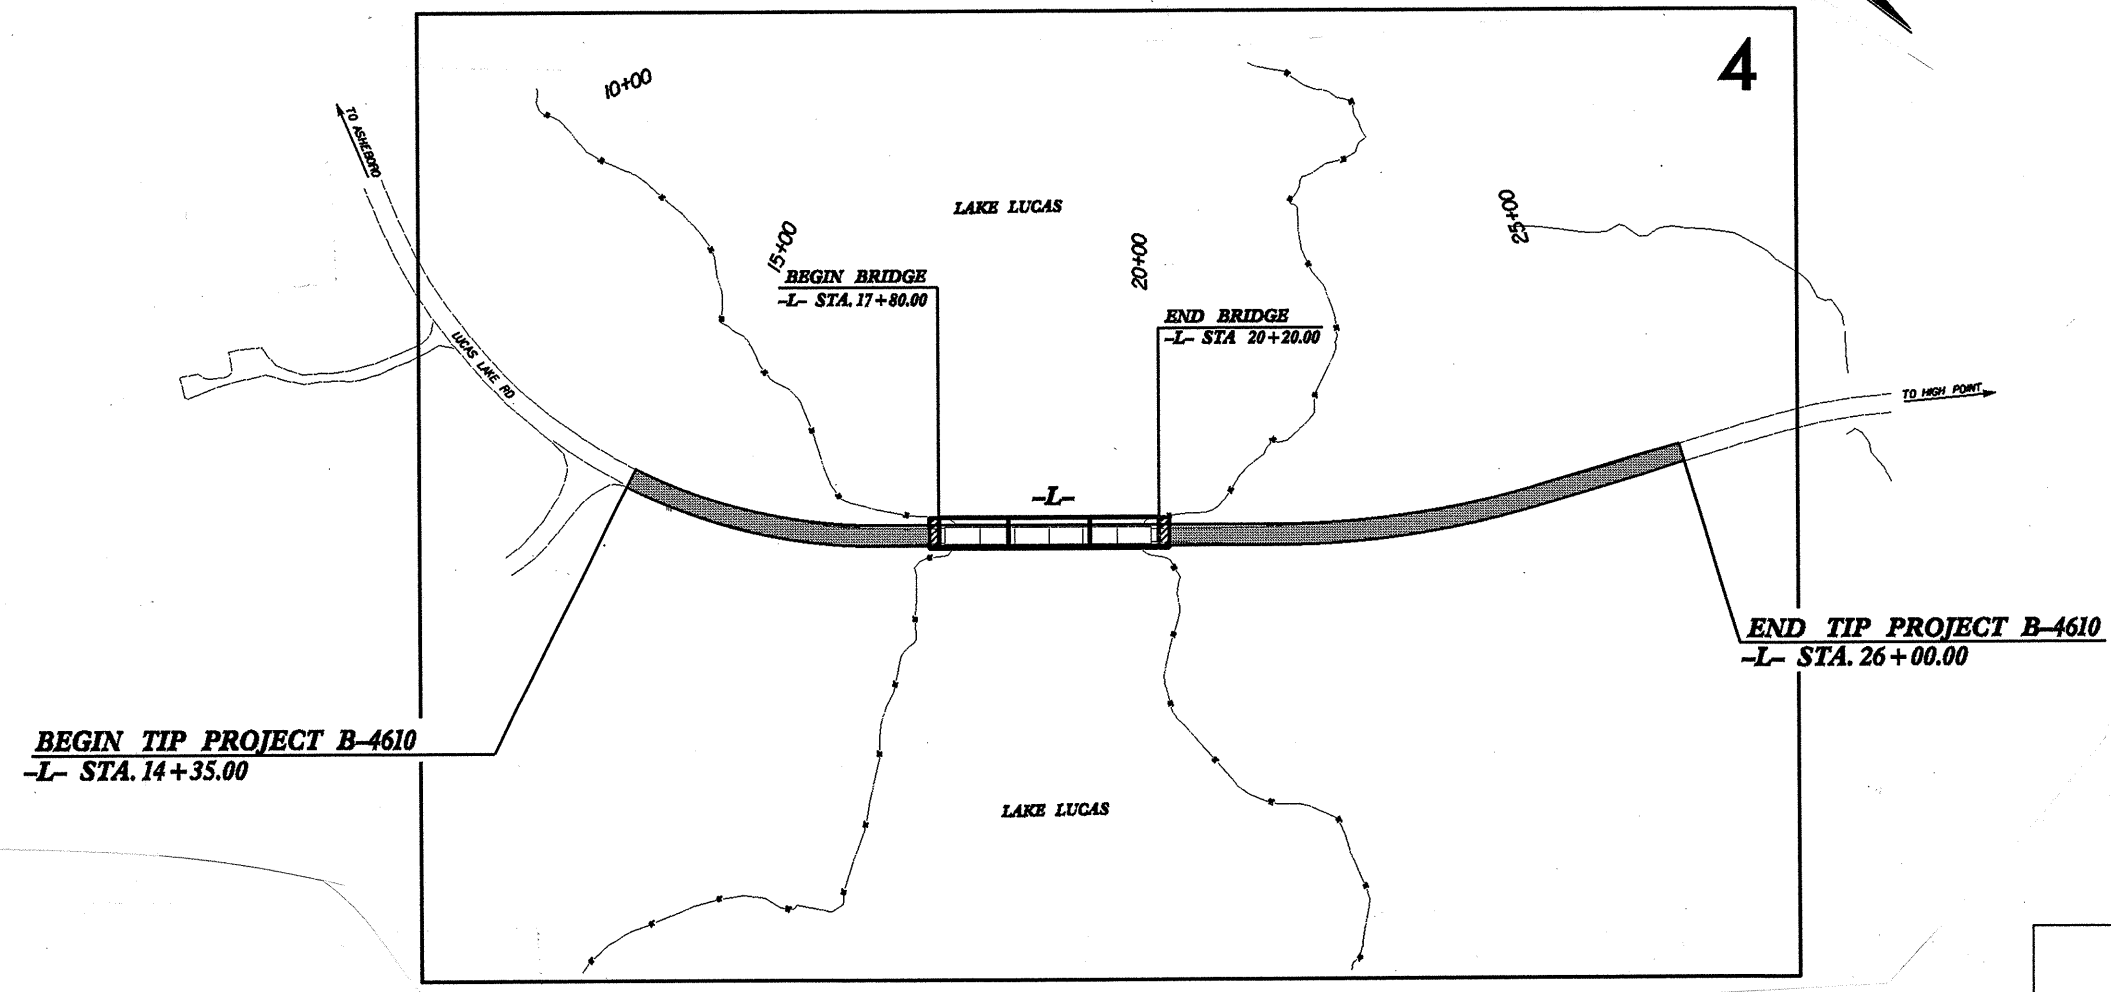 4
10+00
TO ASHEBORO
LAKE LUCAS
15+00
20+00
25+00
BEGIN BRIDGE
-L- STA. 17+80.00
END BRIDGE
-L- STA 20+20.00
LUCAS LAKE RD
TO HIGH POINT
-L-
END TIP PROJECT B-4610
-L- STA. 26+00.00
BEGIN TIP PROJECT B-4610
-L- STA. 14+35.00
LAKE LUCAS